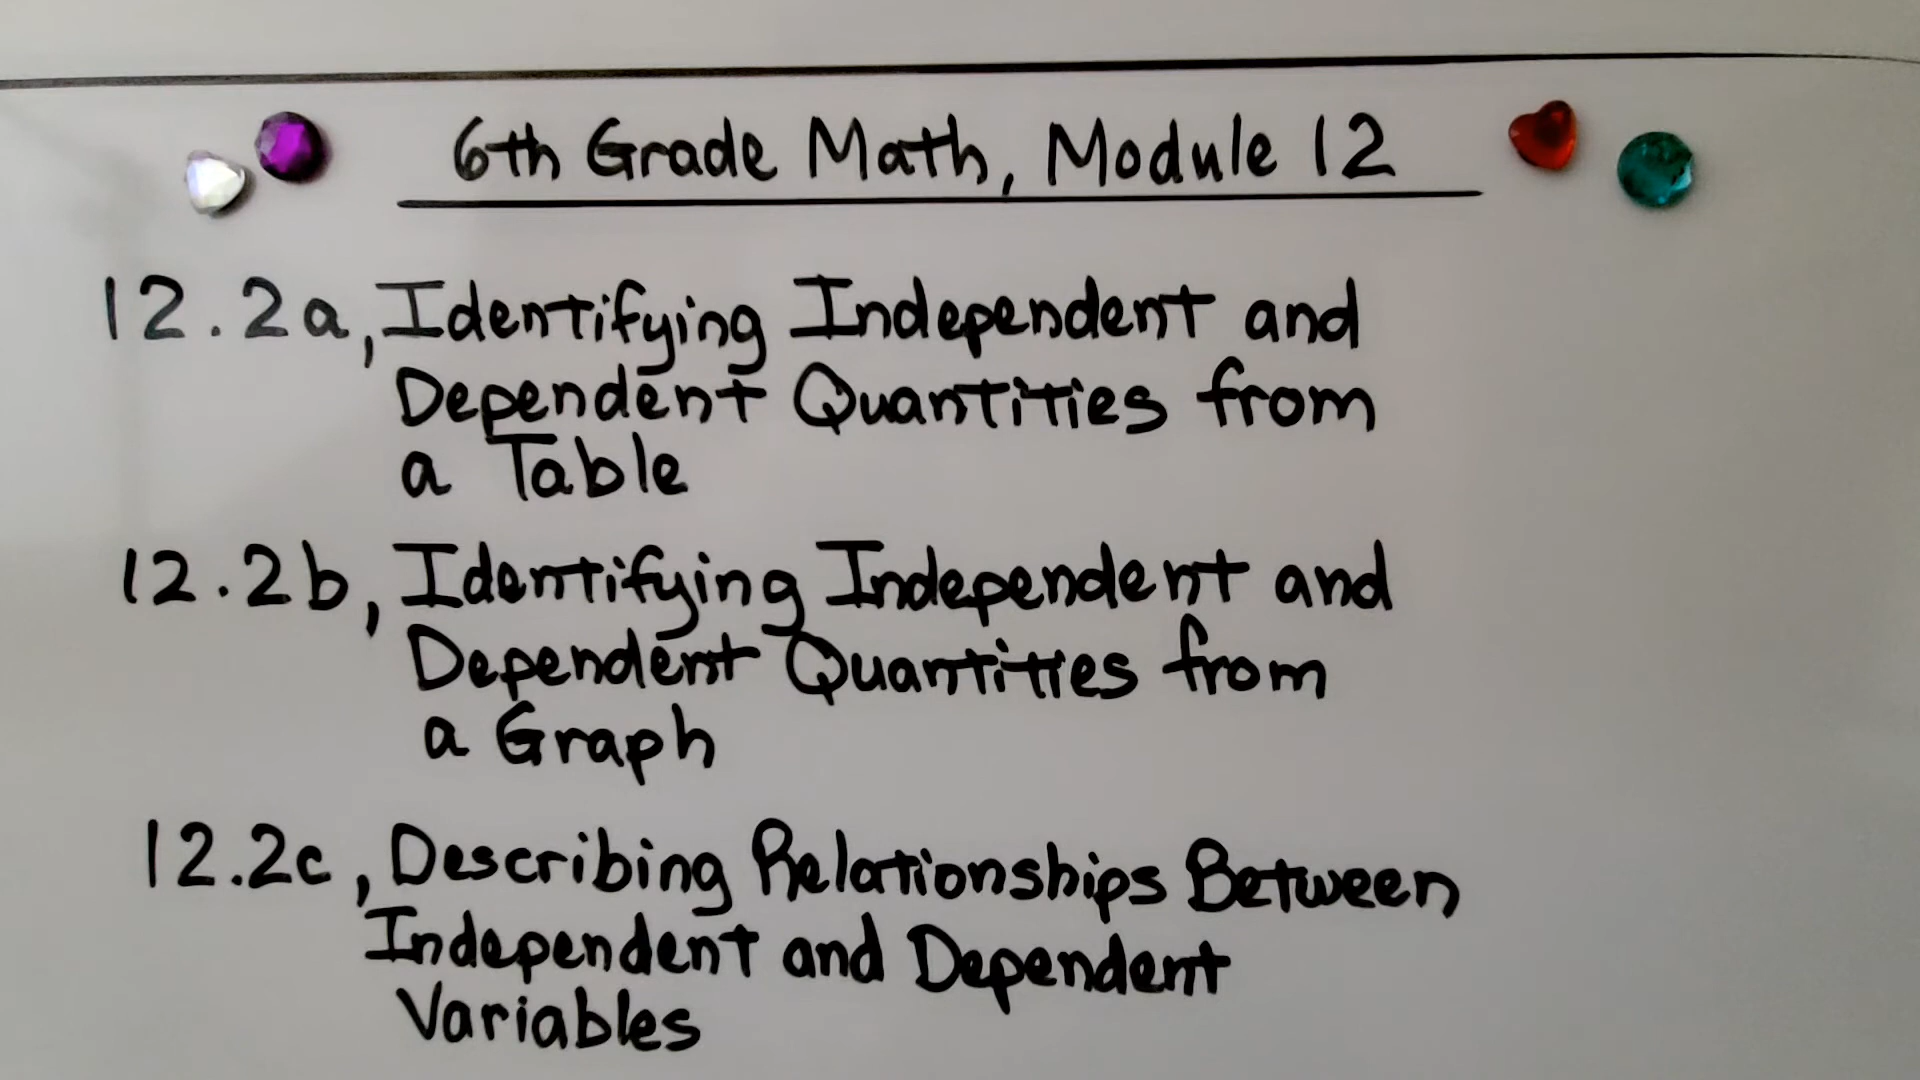 6th Grade Math, Module 12
12.2a, Identifying Independent and
Dependent Quantities from
a Table
12.2b, Identifying Independent and
Dependent Quantities from
a Graph
12.2c, Describing Relationships Between
Independent and Dependent
Variables